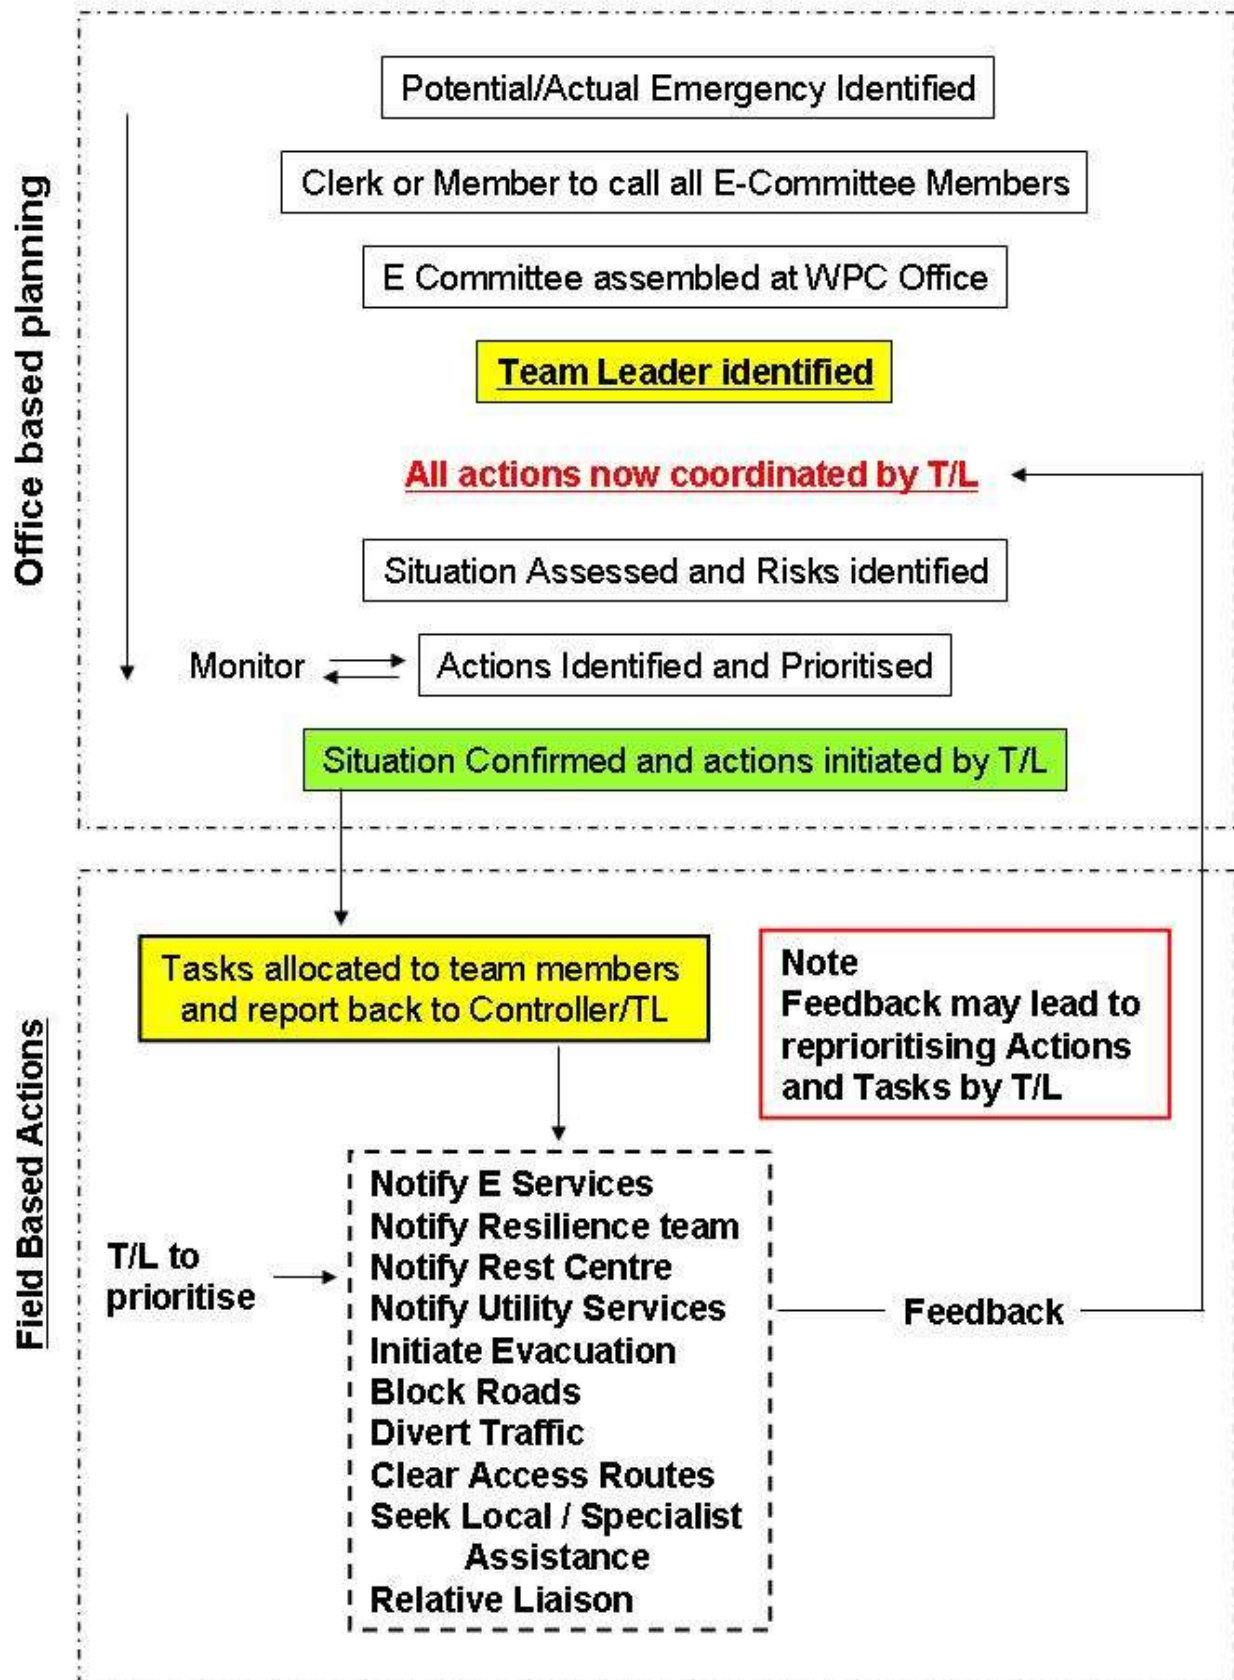 Office based planning
Potential/Actual Emergency Identified
Clerk or Member to call all E-Committee Members
E Committee assembled at WPC Office
Team Leader identified
All actions now coordinated by T/L
Situation Assessed and Risks identified
Monitor
Actions Identified and Prioritised
Situation Confirmed and actions initiated by T/L
Field Based Actions
Tasks allocated to team members
and report back to Controller/TL
Note
Feedback may lead to
reprioritising Actions
and Tasks by T/L
T/L to
prioritise
Notify E Services
Notify Resilience team
Notify Rest Centre
Notify Utility Services
Initiate Evacuation
Block Roads
Divert Traffic
Clear Access Routes
Seek Local / Specialist
Assistance
Relative Liaison
Feedback